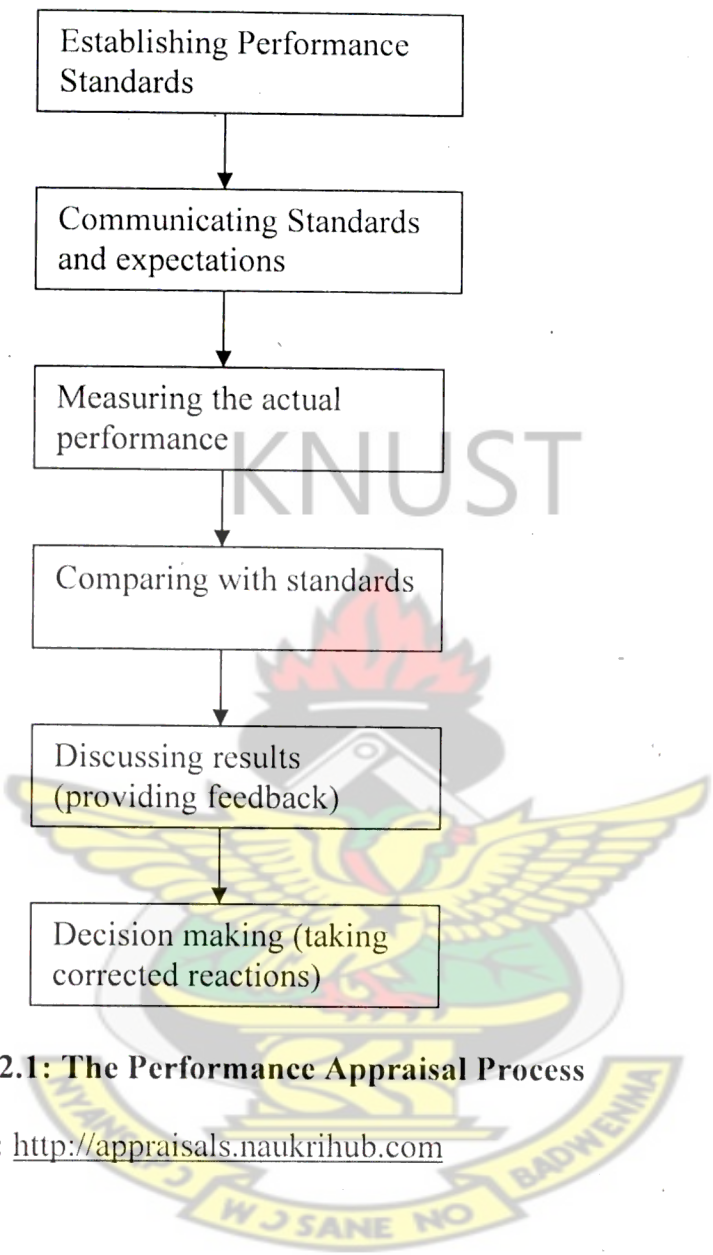 Establishing Performance
Standards
Communicating Standards
and expectations
Measuring the actual
performance
KNUST
Comparing with standards
Discussing results
(providing feedback)
Decision making (taking
corrected reactions)
2.1: The Performance Appraisal Process
: http://appraisals.naukrihub.com
WƆ SANE NO
BADWENMA